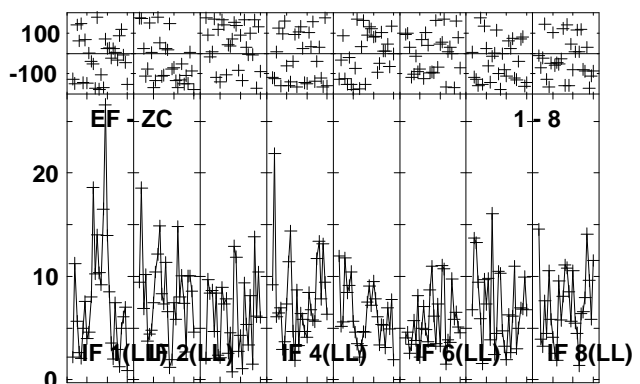 100
-100
EF - ZC 1 - 8
20
10
0
IF 1(LL) IF 2(LL) IF 4(LL) IF 6(LL) IF 8(LL)